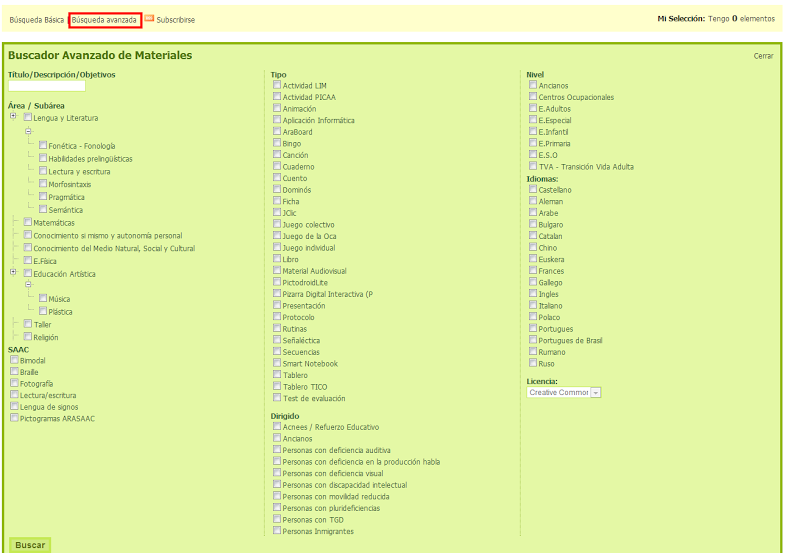 Búsqueda Básica | Búsqueda avanzada Subscribirse
Mi Selección: Tengo 0 elementos
Buscador Avanzado de Materiales
Cerrar
Título/Descripción/Objetivos
Área / Subárea
Lengua y Literatura
Fonética - Fonología
Habilidades prelingüísticas
Lectura y escritura
Morfosintaxis
Pragmática
Semántica
Matemáticas
Conocimiento si mismo y autonomía personal
Conocimiento del Medio Natural, Social y Cultural
E.Física
Educación Artística
Música
Plástica
Taller
Religión
SAAC
Bimodal
Braille
Fotografía
Lectura/escritura
Lengua de signos
Pictogramas ARASAAC
Buscar
Tipo
Actividad LIM
Actividad PICAA
Animación
Aplicación Informática
AraBoard
Bingo
Canción
Cuaderno
Cuento
Dominós
Ficha
JClic
Juego colectivo
Juego de la Oca
Juego individual
Libro
Material Audiovisual
PictodroidLite
Pizarra Digital Interactiva (P
Presentación
Protocolo
Rutinas
Señaléctica
Secuencias
Smart Notebook
Tablero
Tablero TICO
Test de evaluación
Dirigido
Acnees / Refuerzo Educativo
Ancianos
Personas con deficiencia auditiva
Personas con deficiencia en la producción habla
Personas con deficiencia visual
Personas con discapacidad intelectual
Personas con movilidad reducida
Personas con plurideficiencias
Personas con TGD
Personas Inmigrantes
Nivel
Ancianos
Centros Ocupacionales
E.Adultos
E.Especial
E.Infantil
E.Primaria
E.S.O
TVA - Transición Vida Adulta
Idiomas:
Castellano
Aleman
Arabe
Bulgaro
Catalan
Chino
Euskera
Frances
Gallego
Ingles
Italiano
Polaco
Portugues
Portugues de Brasil
Rumano
Ruso
Licencia:
Creative Commor